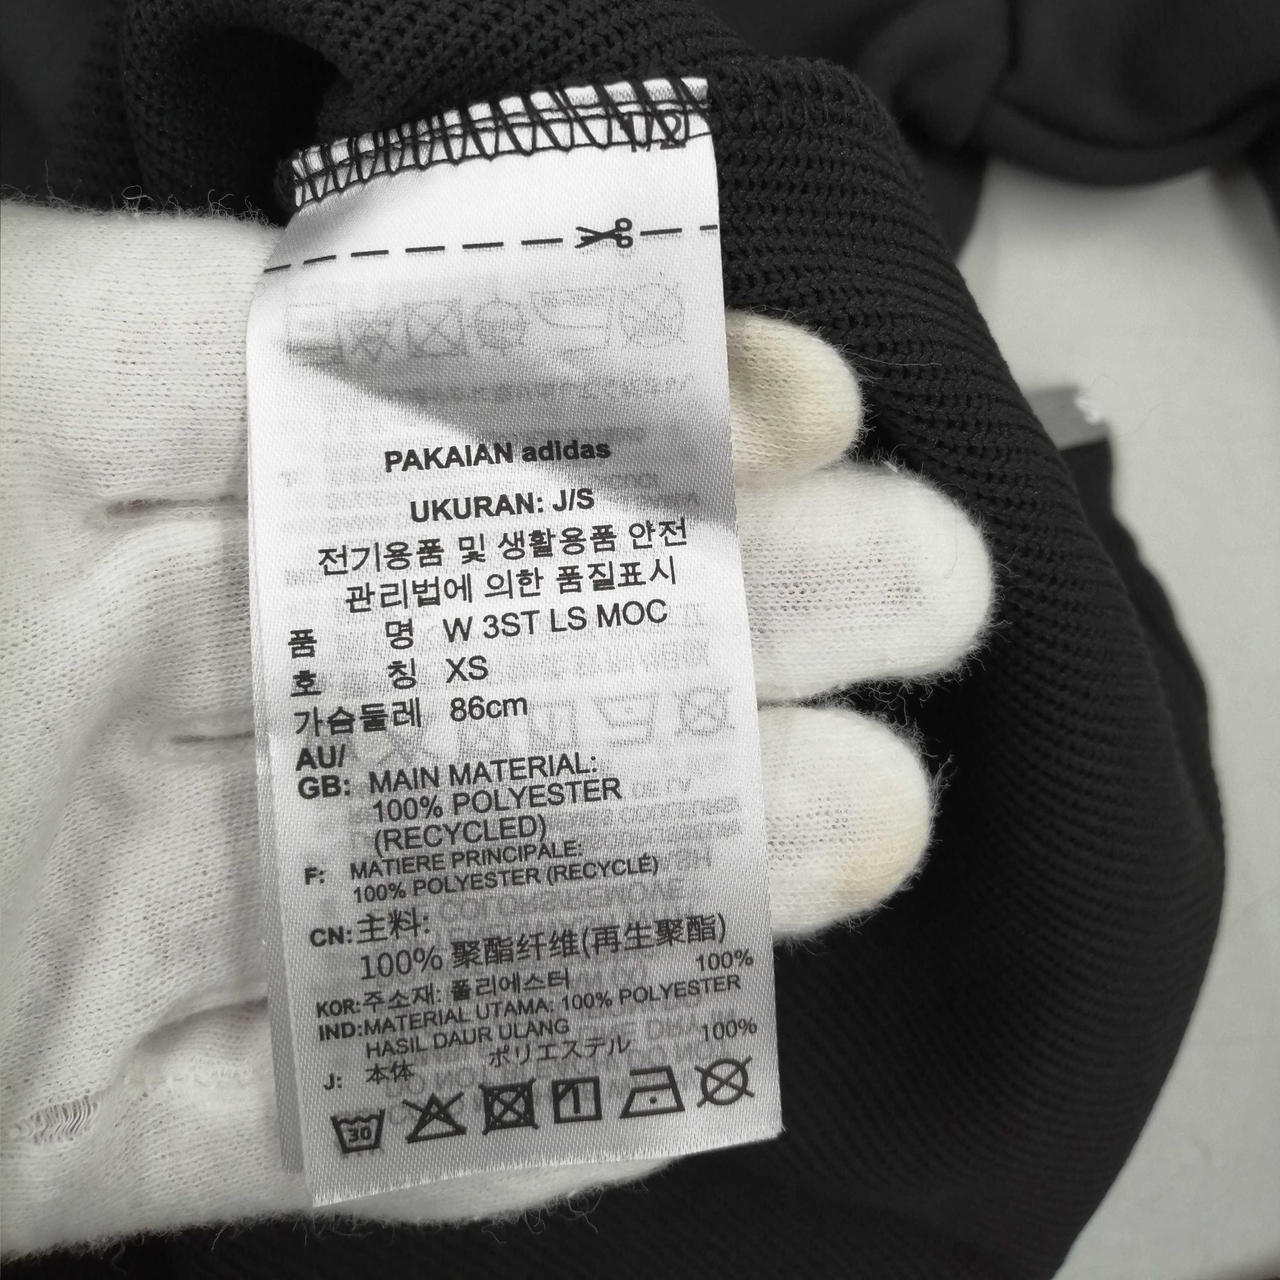 1/2
PAKAIAN adidas
UKURAN: J/S
전기용품 및 생활용품 안전
관리법에 의한 품질표시
품 명 W 3ST LS MOC
호 칭 XS
가슴둘레 86cm
AU/
GB: MAIN MATERIAL:
100% POLYESTER
(RECYCLED)
F: MATIERE PRINCIPALE:
100% POLYESTER (RECYCLÉ)
CN: 主料:
100% 聚酯纤维(再生聚酯)
KOR: 주소재: 폴리에스터 100%
IND: MATERIAL UTAMA: 100% POLYESTER
HASIL DAUR ULANG
J: 本体 ポリエステル 100%
30